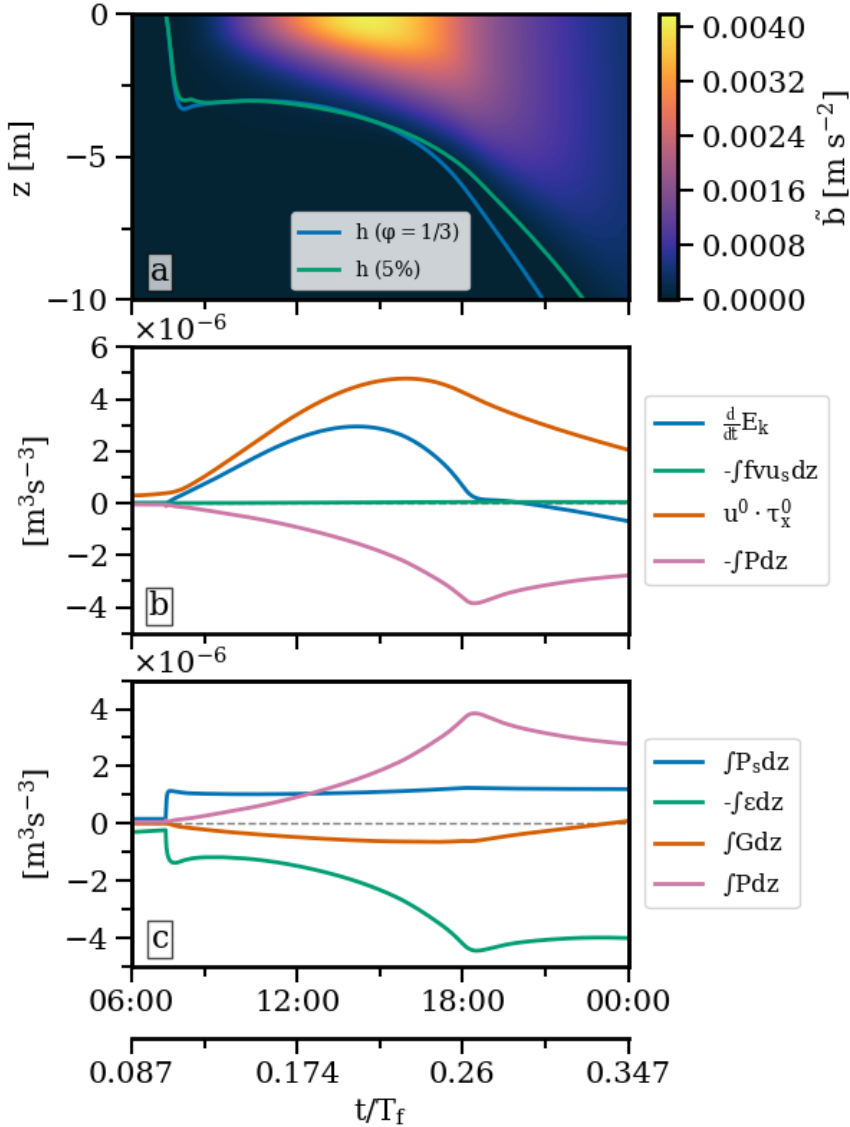 0
−5
−10
z [m]
h (φ = 1/3)
h (5%)
a
0.0040
0.0032
0.0024
0.0016
0.0008
0.0000
b̃ [m s⁻²]
×10⁻⁶
6
4
2
0
−2
−4
[m³s⁻³]
b
d/dt Eₖ
-∫fvuₛdz
u⁰ · τₓ⁰
-∫Pdz
×10⁻⁶
4
2
0
−2
−4
[m³s⁻³]
c
∫Pₛdz
-∫εdz
∫Gdz
∫Pdz
06:00 12:00 18:00 00:00
0.087 0.174 0.26 0.347
t/T_f